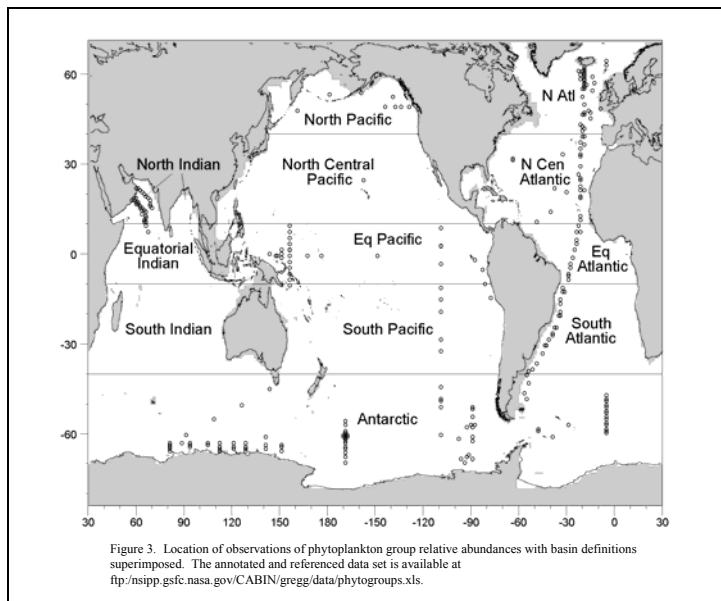 60
30
0
-30
-60
N Atl
North Pacific
North Indian
North Central
Pacific
N Cen
Atlantic
Equatorial
Indian
Eq Pacific
Eq
Atlantic
South Indian
South Pacific
South
Atlantic
Antarctic
30 60 90 120 150 180 -150 -120 -90 -60 -30 0 30
Figure 3. Location of observations of phytoplankton group relative abundances with basin definitions
superimposed. The annotated and referenced data set is available at
ftp:/nsipp.gsfc.nasa.gov/CABIN/gregg/data/phytogroups.xls.